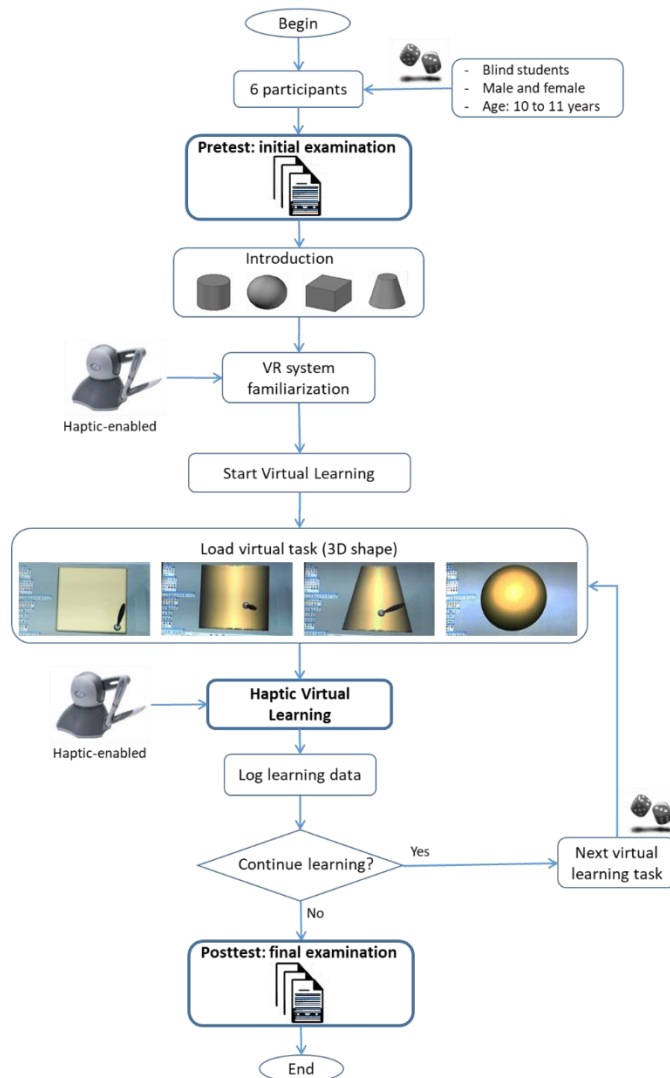 Begin
6 participants
- Blind students
- Male and female
- Age: 10 to 11 years
Pretest: initial examination
Introduction
VR system
familiarization
Haptic-enabled
Start Virtual Learning
Load virtual task (3D shape)
Haptic Virtual
Learning
Haptic-enabled
Log learning data
Continue learning?
Yes
Next virtual
learning task
No
Posttest: final examination
End